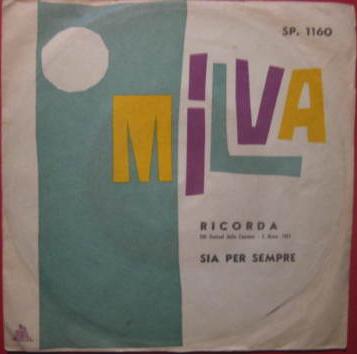 SP. 1160
MILVA
RICORDA
SIA PER SEMPRE